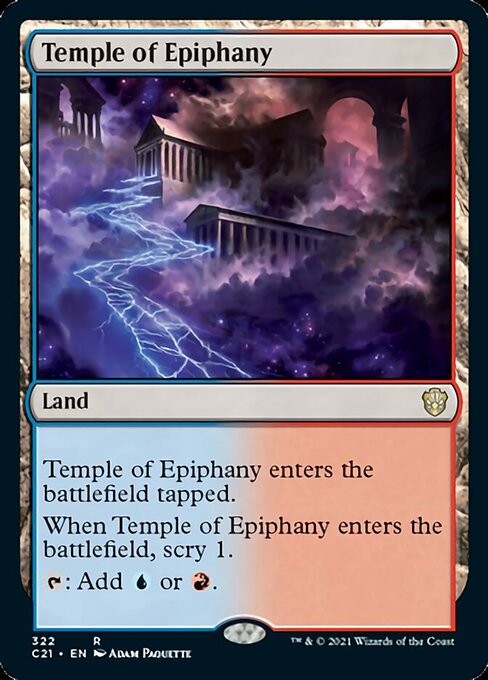 Temple of Epiphany
Land
Temple of Epiphany enters the
battlefield tapped.
When Temple of Epiphany enters the
battlefield, scry 1.
: Add or .
322 R
C21 • EN Adam Paquette
™ & © 2021 Wizards of the Coast